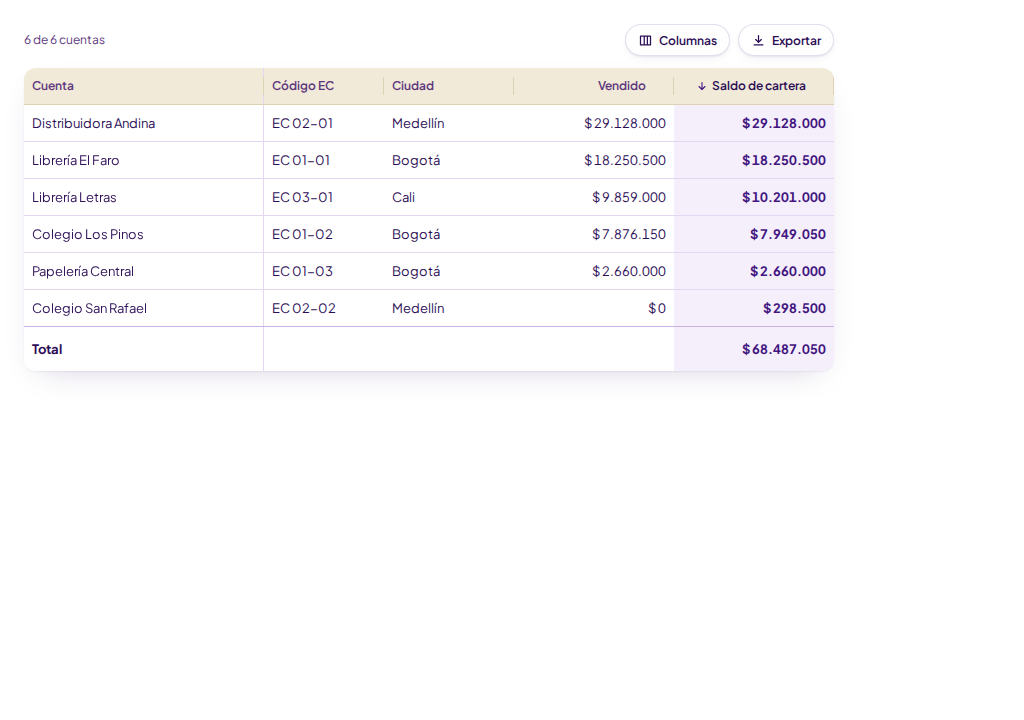 6 de 6 cuentas Columnas Exportar
Cuenta Código EC Ciudad Vendido ↓ Saldo de cartera
Distribuidora Andina EC 02-01 Medellín $ 29.128.000 $ 29.128.000
Librería El Faro EC 01-01 Bogotá $ 18.250.500 $ 18.250.500
Librería Letras EC 03-01 Cali $ 9.859.000 $ 10.201.000
Colegio Los Pinos EC 01-02 Bogotá $ 7.876.150 $ 7.949.050
Papelería Central EC 01-03 Bogotá $ 2.660.000 $ 2.660.000
Colegio San Rafael EC 02-02 Medellín $ 0 $ 298.500
Total $ 68.487.050